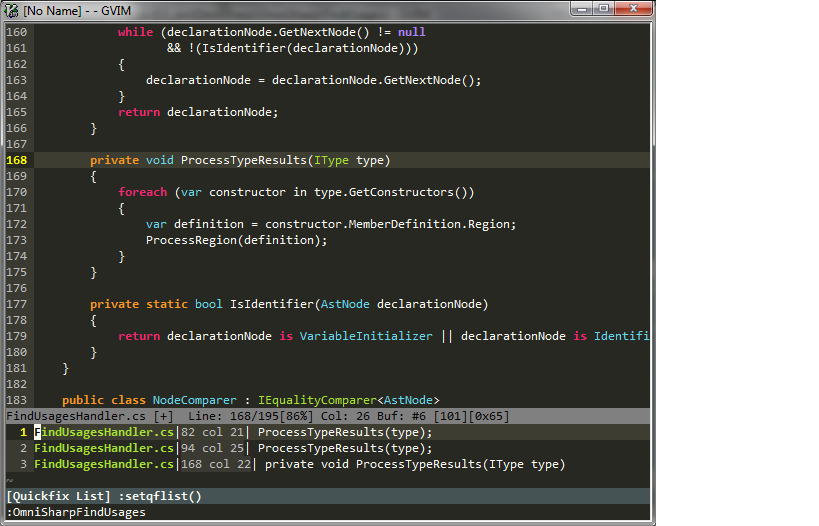 [No Name] - - GVIM
160 while (declarationNode.GetNextNode() != null
161 && !(IsIdentifier(declarationNode)))
162 {
163 declarationNode = declarationNode.GetNextNode();
164 }
165 return declarationNode;
166 }
167
168 private void ProcessTypeResults(IType type)
169 {
170 foreach (var constructor in type.GetConstructors())
171 {
172 var definition = constructor.MemberDefinition.Region;
173 ProcessRegion(definition);
174 }
175 }
176
177 private static bool IsIdentifier(AstNode declarationNode)
178 {
179 return declarationNode is VariableInitializer || declarationNode is Identifi
180 }
181 }
182
183 public class NodeComparer : IEqualityComparer<AstNode>
FindUsagesHandler.cs [+] Line: 168/195[86%] Col: 26 Buf: #6 [101][0x65]
1 FindUsagesHandler.cs|82 col 21| ProcessTypeResults(type);
2 FindUsagesHandler.cs|94 col 25| ProcessTypeResults(type);
3 FindUsagesHandler.cs|168 col 22| private void ProcessTypeResults(IType type)
~
[Quickfix List] :setqflist()
:OmniSharpFindUsages